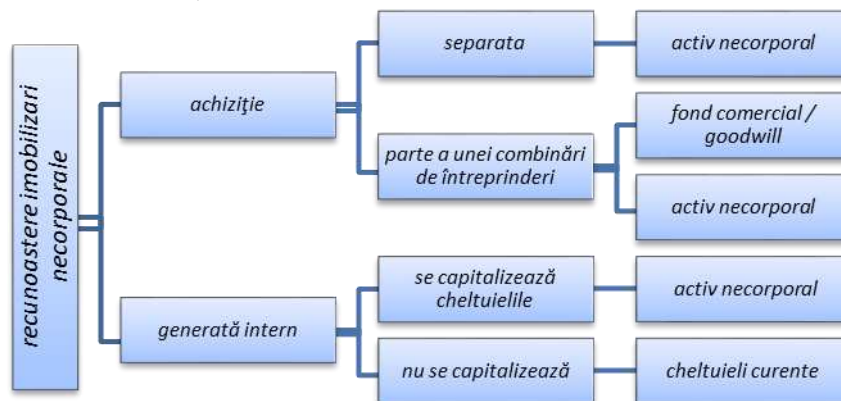 recunoastere imobilizari
necorporale
achiziţie
separata
activ necorporal
parte a unei combinări
de întreprinderi
fond comercial /
goodwill
activ necorporal
generată intern
se capitalizează
cheltuielile
activ necorporal
nu se capitalizează
cheltuieli curente